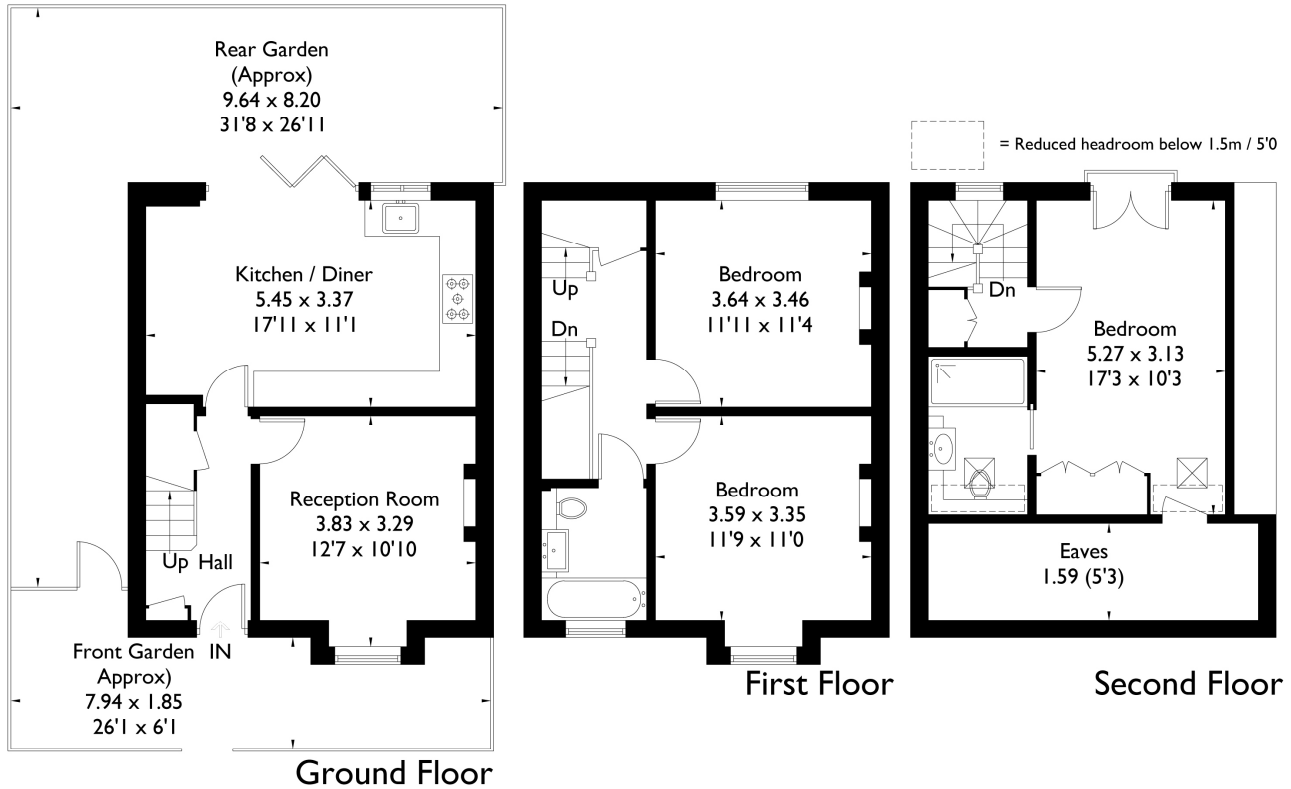 Rear Garden
(Approx)
9.64 x 8.20
31'8 x 26'11
Kitchen / Diner
5.45 x 3.37
17'11 x 11'1
Reception Room
3.83 x 3.29
12'7 x 10'10
Up Hall
IN
Front Garden
Approx)
7.94 x 1.85
26'1 x 6'1
Ground Floor
Up
Dn
Bedroom
3.64 x 3.46
11'11 x 11'4
Bedroom
3.59 x 3.35
11'9 x 11'0
First Floor
= Reduced headroom below 1.5m / 5'0
Dn
Bedroom
5.27 x 3.13
17'3 x 10'3
Eaves
1.59 (5'3)
Second Floor